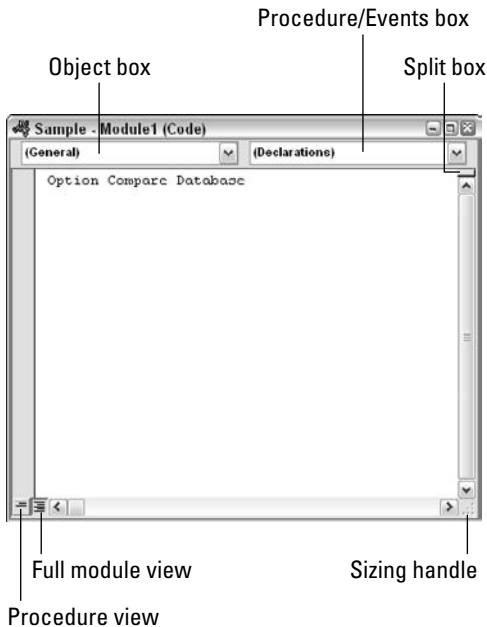 Procedure/Events box
Object box
Split box
Sample - Module1 (Code)
(General)
(Declarations)
Option Compare Database
Full module view
Sizing handle
Procedure view